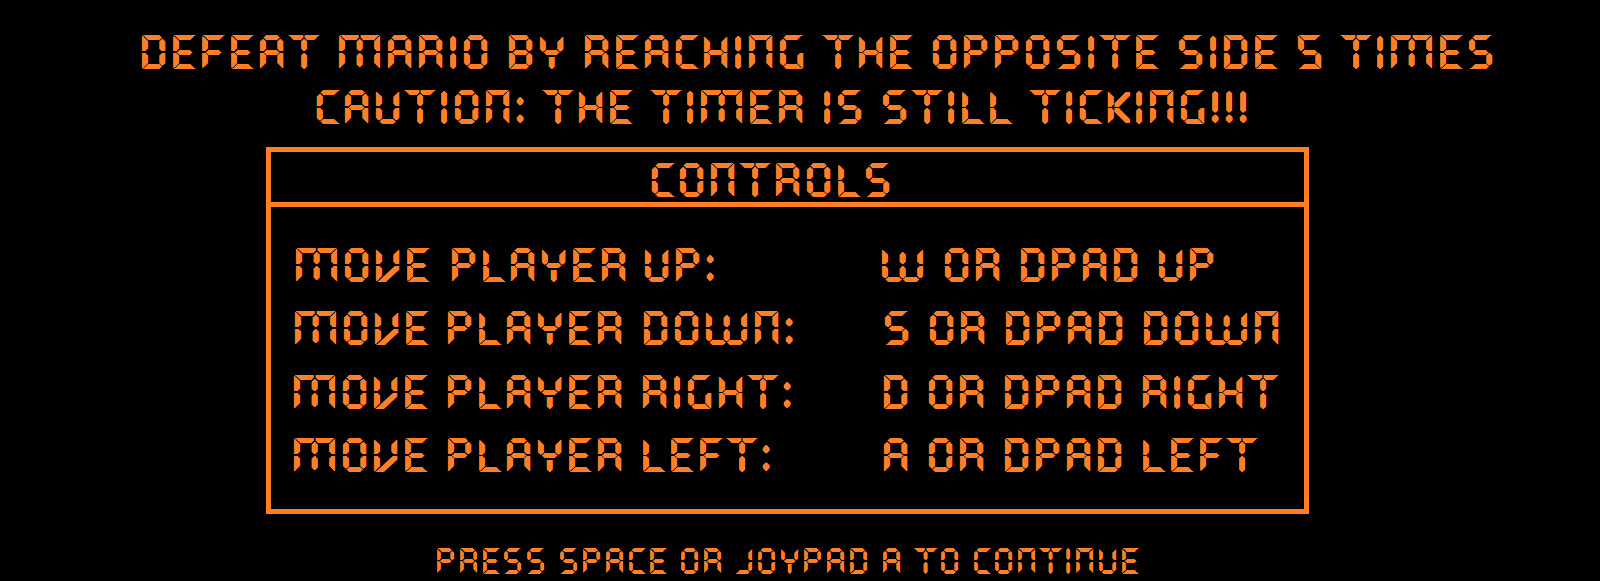 DEFEAT MARIO BY REACHING THE OPPOSITE SIDE 5 TIMES
CAUTION: THE TIMER IS STILL TICKING!!!
CONTROLS
MOVE PLAYER UP: W OR DPAD UP
MOVE PLAYER DOWN: S OR DPAD DOWN
MOVE PLAYER RIGHT: D OR DPAD RIGHT
MOVE PLAYER LEFT: A OR DPAD LEFT
PRESS SPACE OR JOYPAD A TO CONTINUE